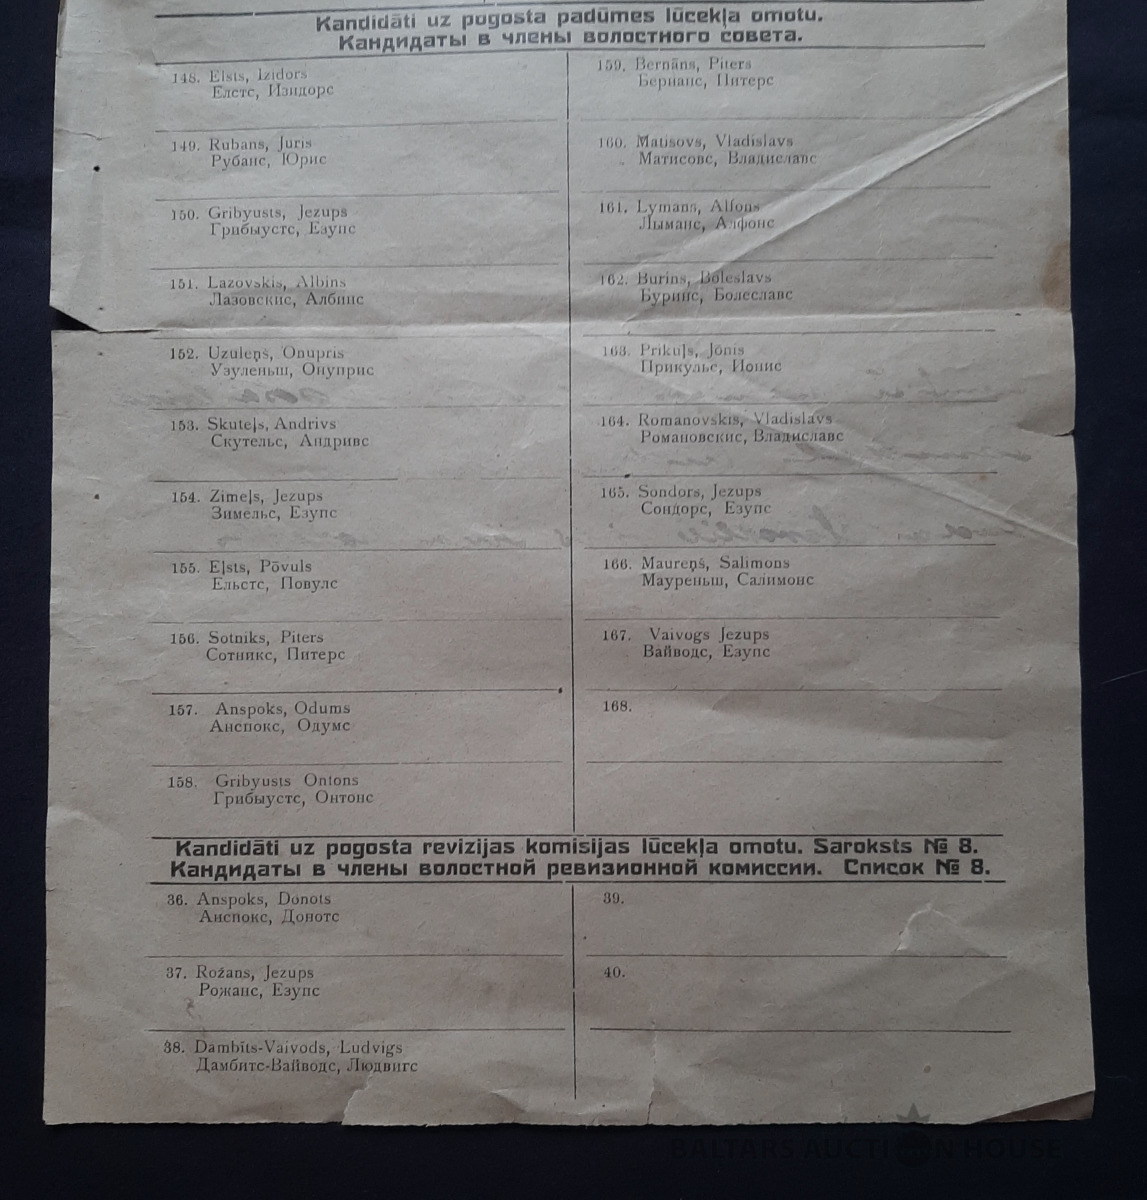 Kandidāti uz pogosta padūmes lūcekļa omotu.
Кандидаты в члены волостного совета.
148. Elsts, Izidors
Елстс, Изидорс
149. Rubans, Juris
Рубанс, Юрис
150. Gribyusts, Jezups
Грибыустс, Езупс
151. Lazovskis, Albins
Лазовскис, Албинс
152. Uzuleņš, Onupris
Узуленьш, Онуприс
153. Skuteļs, Andrivs
Скутельс, Андривс
154. Zimeļs, Jezups
Зимельс, Езупс
155. Eļsts, Pōvuls
Ельстс, Повулс
156. Sotniks, Piters
Сотникс, Питерс
157. Anspoks, Odums
Анспокс, Одумс
158. Gribyusts Ontons
Грибыустс, Онтонс
159. Bernāns, Piters
Бернанс, Питерс
160. Matisovs, Vladislavs
Матисовс, Владиславс
161. Lymans, Alfons
Лыманс, Алфонс
162. Burins, Boleslavs
Буринс, Болеславс
163. Prikuļs, Jōnis
Прикульс, Ионис
164. Romanovskis, Vladislavs
Романовскис, Владиславс
165. Sondors, Jezups
Сондорс, Езупс
166. Maureņš, Salimons
Мауреньш, Салимонс
167. Vaivogs Jezups
Вайводс, Езупс
168.
Kandidāti uz pogosta revizijas komisijas lūcekļa omotu. Saroksts № 8.
Кандидаты в члены волостной ревизионной комиссии. Список № 8.
36. Anspoks, Donots
Анспокс, Донотс
37. Rožans, Jezups
Рожанс, Езупс
38. Dambīts-Vaivods, Ludvigs
Дамбитс-Вайводс, Людвигс
39.
40.
BALTARS AUCTION HOUSE